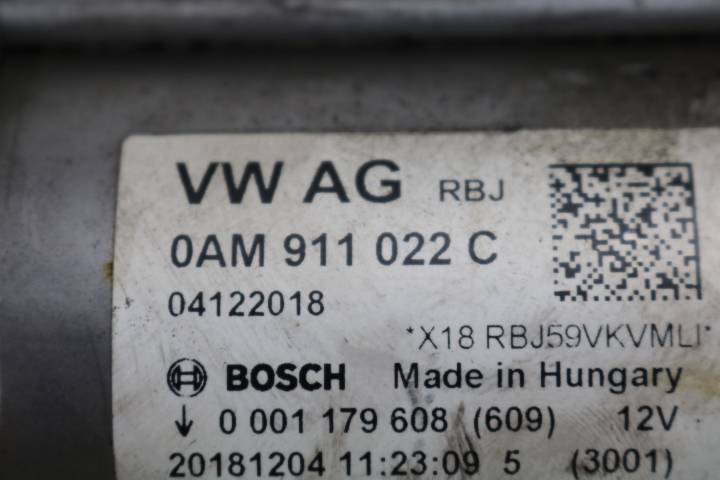 VW AG RBJ
0AM 911 022 C
04122018
*X18 RBJ59VKVMLI*
BOSCH Made in Hungary
↓ 0 001 179 608 (609) 12V
20181204 11:23:09 5 (3001)